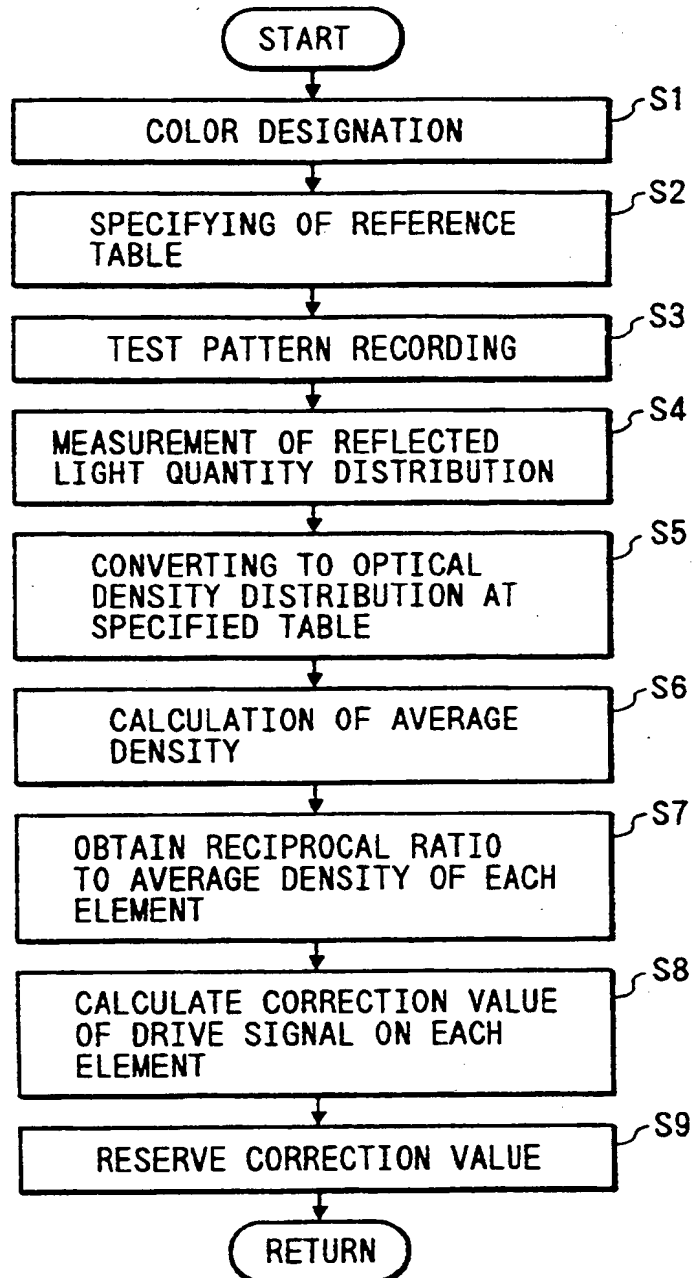 START
S1
COLOR DESIGNATION
S2
SPECIFYING OF REFERENCE
TABLE
S3
TEST PATTERN RECORDING
S4
MEASUREMENT OF REFLECTED
LIGHT QUANTITY DISTRIBUTION
S5
CONVERTING TO OPTICAL
DENSITY DISTRIBUTION AT
SPECIFIED TABLE
S6
CALCULATION OF AVERAGE
DENSITY
S7
OBTAIN RECIPROCAL RATIO
TO AVERAGE DENSITY OF EACH
ELEMENT
S8
CALCULATE CORRECTION VALUE
OF DRIVE SIGNAL ON EACH
ELEMENT
S9
RESERVE CORRECTION VALUE
RETURN